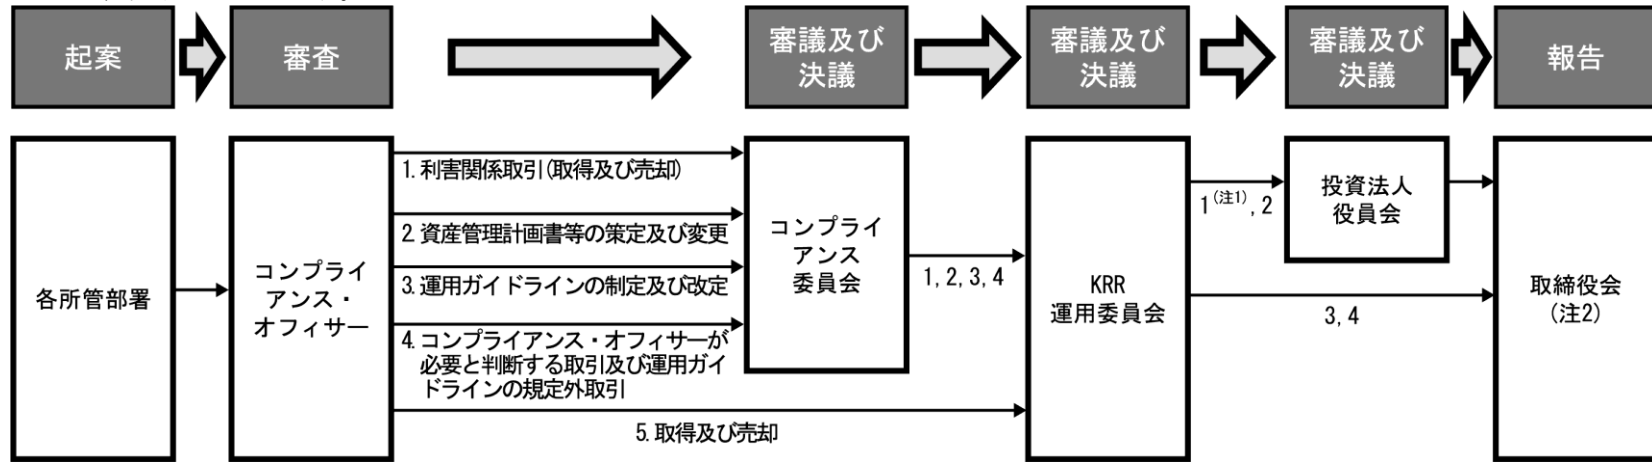 起案
審査
審議及び
決議
審議及び
決議
審議及び
決議
報告
各所管部署
コンプライ
アンス・
オフィサー
1. 利害関係取引(取得及び売却)
2. 資産管理計画書等の策定及び変更
3. 運用ガイドラインの制定及び改定
4. コンプライアンス・オフィサーが
必要と判断する取引及び運用ガイ
ドラインの規定外取引
5. 取得及び売却
コンプライ
アンス
委員会
1, 2, 3, 4
KRR
運用委員会
1(注1), 2
3, 4
投資法人
役員会
取締役会
(注2)